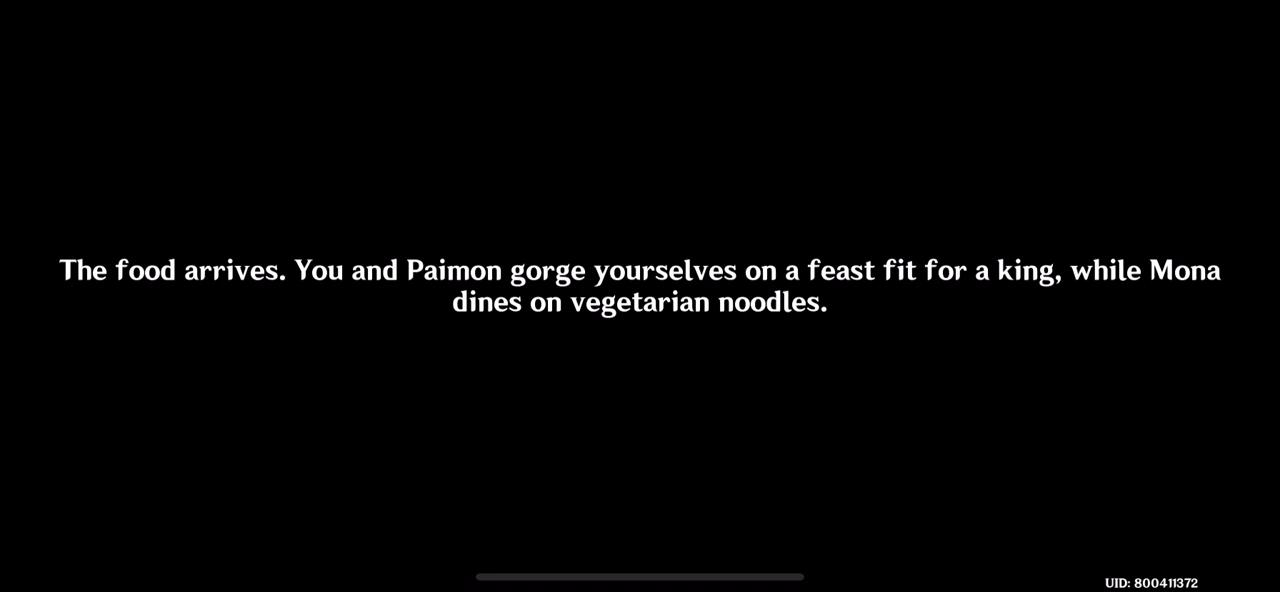 The food arrives. You and Paimon gorge yourselves on a feast fit for a king, while Mona
dines on vegetarian noodles.
UID: 800411372